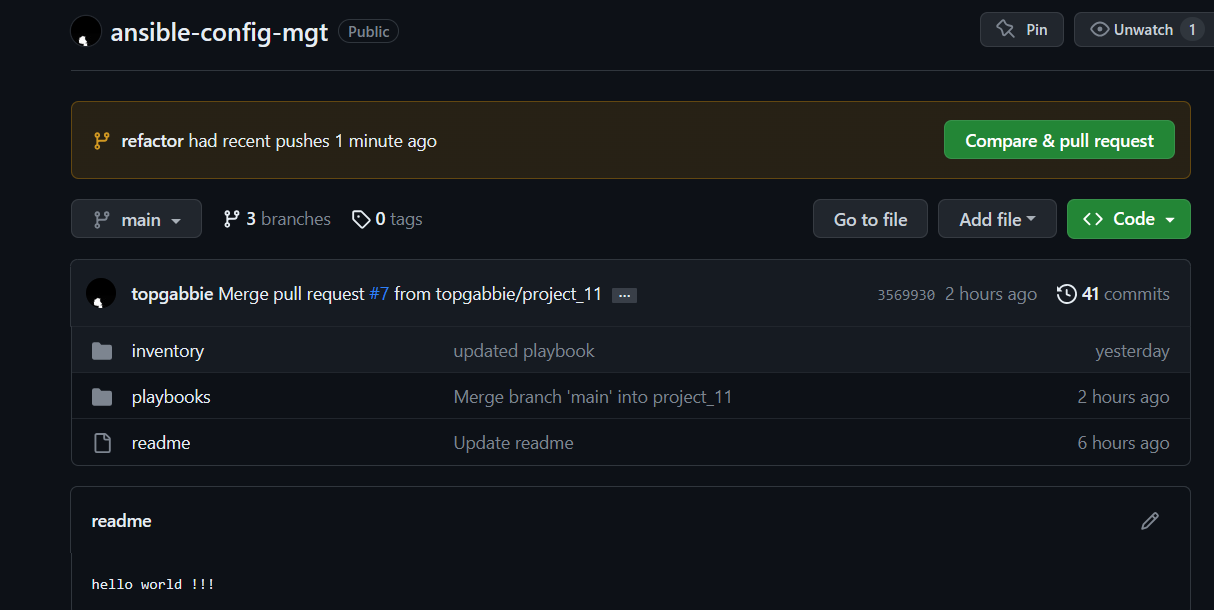 ansible-config-mgt Public Pin Unwatch 1
refactor had recent pushes 1 minute ago Compare & pull request
main 3 branches 0 tags Go to file Add file Code
topgabbie Merge pull request #7 from topgabbie/project_11 ... 3569930 2 hours ago 41 commits
inventory updated playbook yesterday
playbooks Merge branch 'main' into project_11 2 hours ago
readme Update readme 6 hours ago
readme
hello world !!!